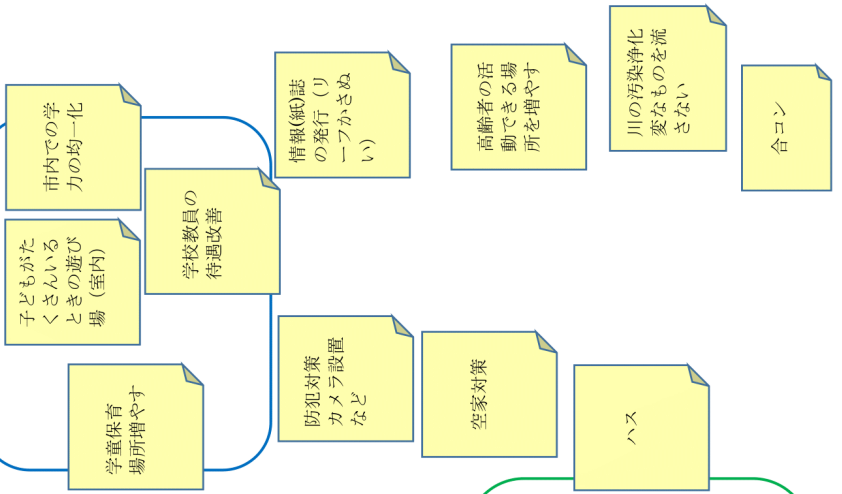 市内での学
力の均一化
子どもがた
くさんいる
ときの遊び
場（室内）
学校教員の
待遇改善
学童保育
場所増やす
情報(紙)誌
の発行（リ
ーフかさぬ
い）
防犯対策
カメラ設置
など
高齢者の活
動できる場
所を増やす
空家対策
川の汚染浄化
変なものを流
さない
合コン
ハス